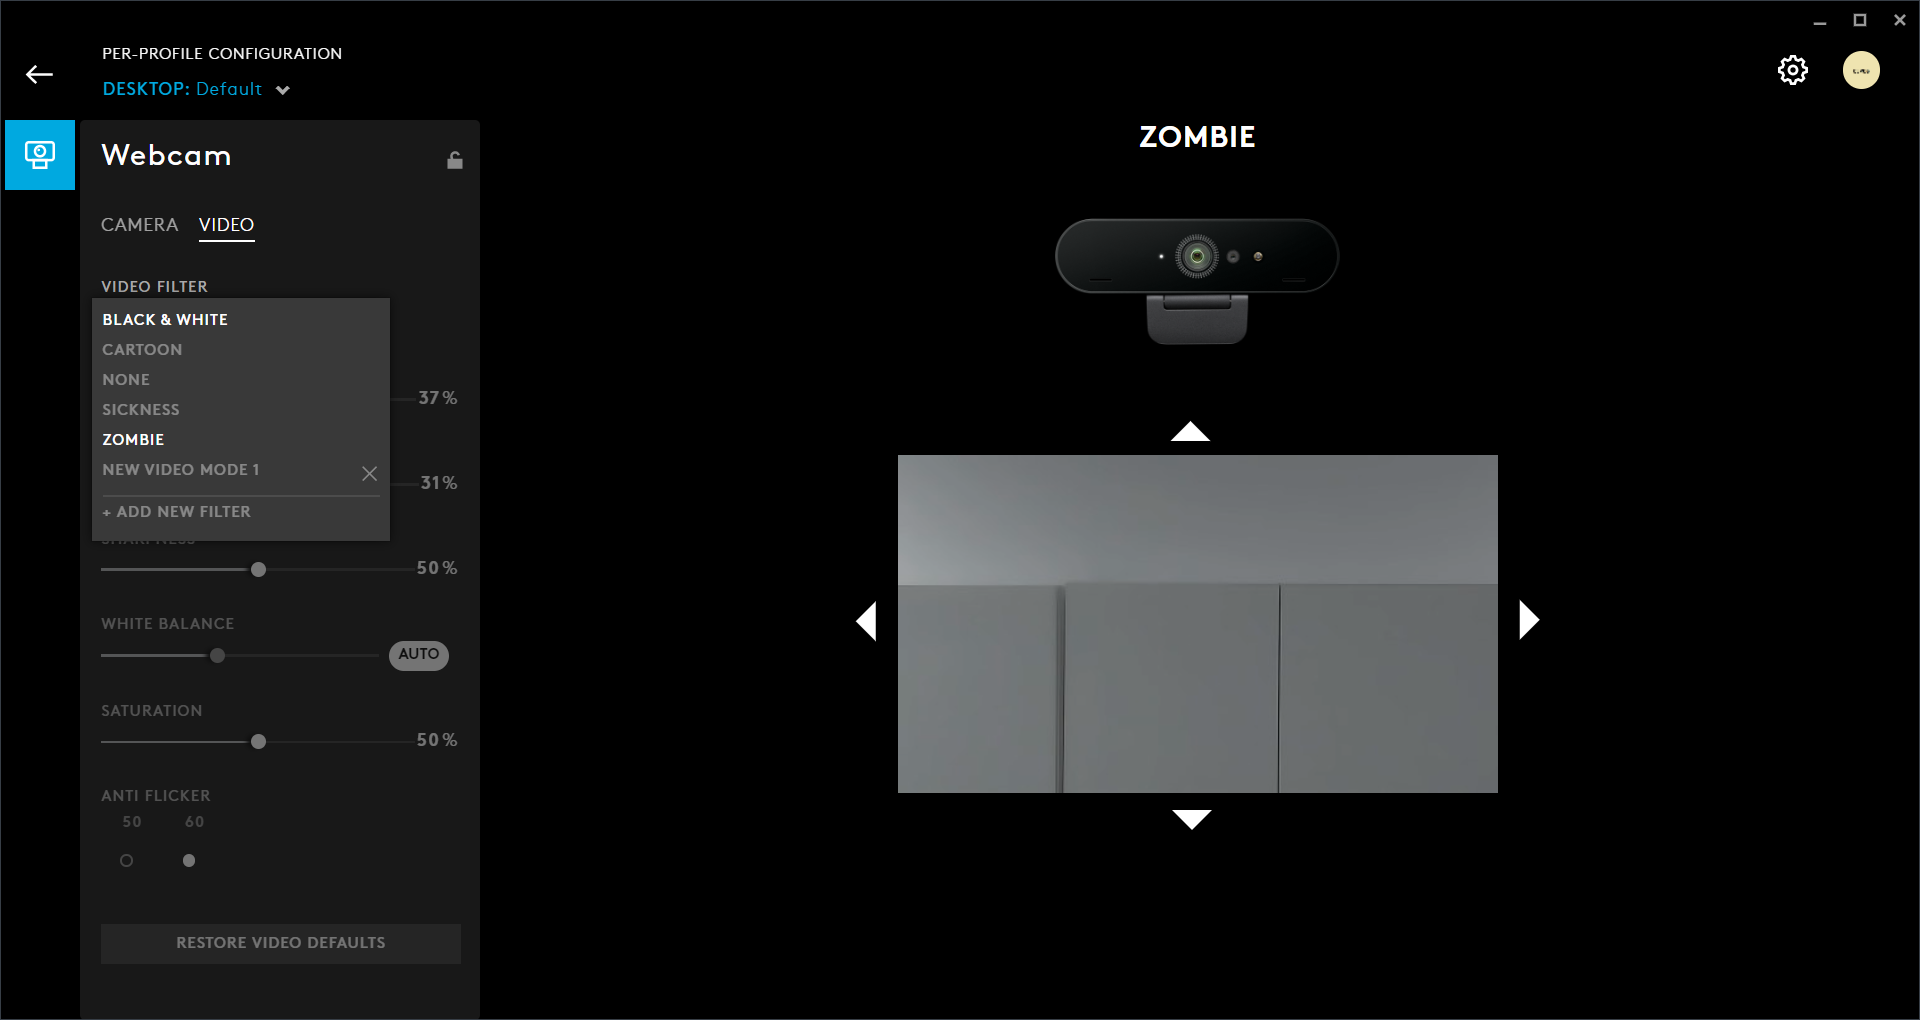 PER-PROFILE CONFIGURATION
DESKTOP: Default
Webcam
CAMERA VIDEO
VIDEO FILTER
BLACK & WHITE
CARTOON
NONE
SICKNESS
ZOMBIE
NEW VIDEO MODE 1
+ ADD NEW FILTER
37%
31%
SHARPNESS
50%
WHITE BALANCE
AUTO
SATURATION
50%
ANTI FLICKER
50 60
RESTORE VIDEO DEFAULTS
ZOMBIE